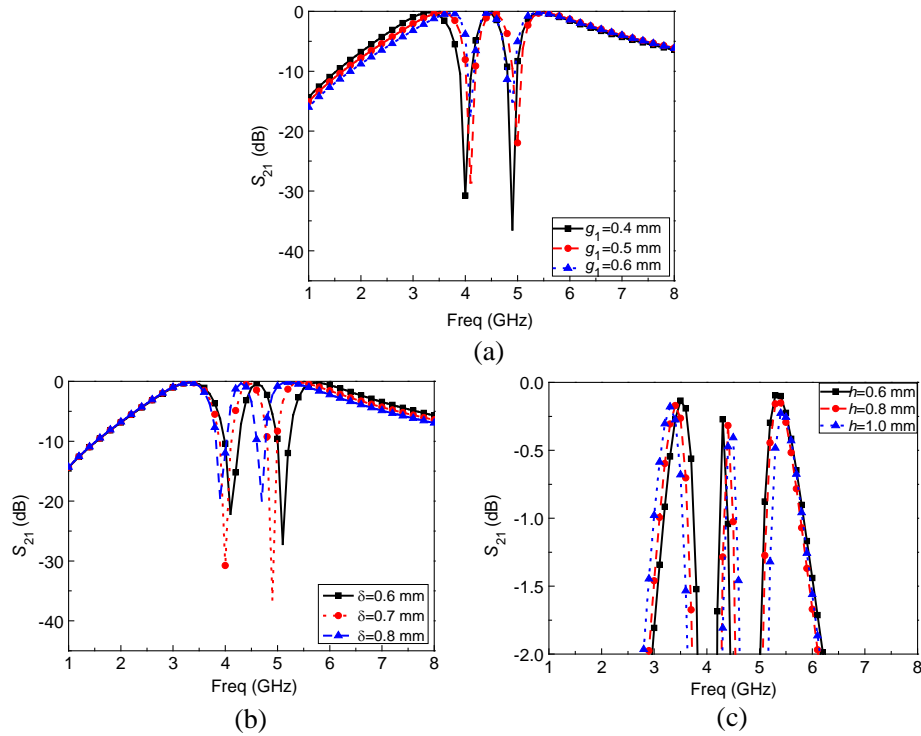 0
-10
-20
-30
-40
S21 (dB)
g1=0.4 mm
g1=0.5 mm
g1=0.6 mm
1 2 3 4 5 6 7 8
Freq (GHz)
(a)
0
-10
-20
-30
-40
S21 (dB)
δ=0.6 mm
δ=0.7 mm
δ=0.8 mm
1 2 3 4 5 6 7 8
Freq (GHz)
(b)
0.0
-0.5
-1.0
-1.5
-2.0
S21 (dB)
h=0.6 mm
h=0.8 mm
h=1.0 mm
1 2 3 4 5 6 7 8
Freq (GHz)
(c)